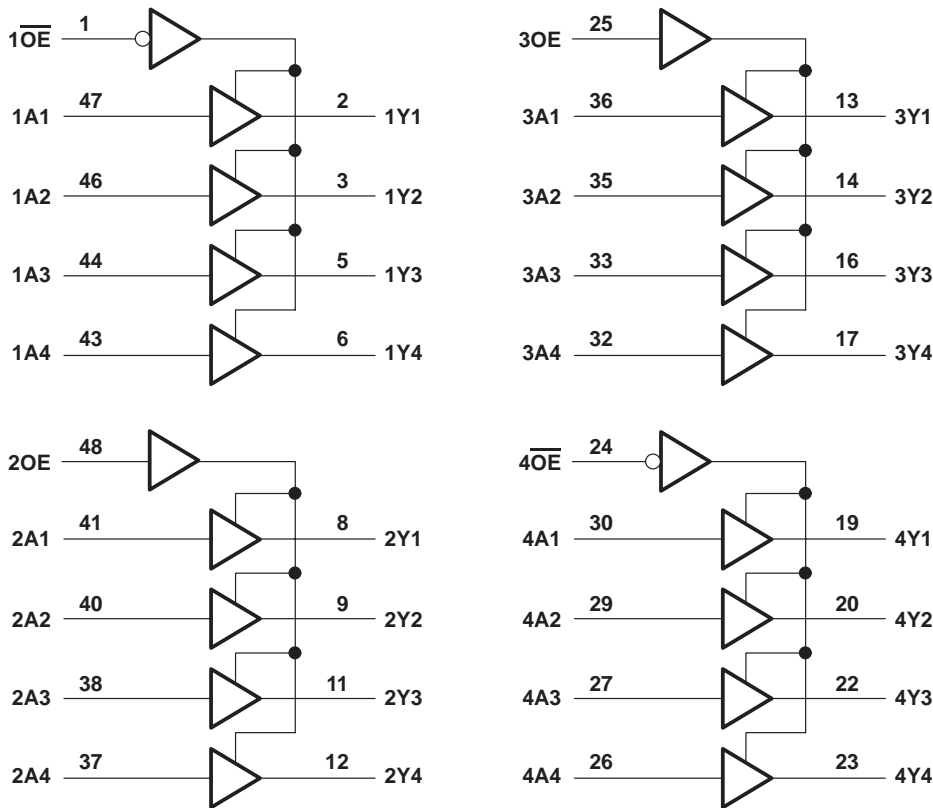 1O̅E̅ 1
1A1 47 2 1Y1
1A2 46 3 1Y2
1A3 44 5 1Y3
1A4 43 6 1Y4
3OE 25
3A1 36 13 3Y1
3A2 35 14 3Y2
3A3 33 16 3Y3
3A4 32 17 3Y4
2OE 48
2A1 41 8 2Y1
2A2 40 9 2Y2
2A3 38 11 2Y3
2A4 37 12 2Y4
4O̅E̅ 24
4A1 30 19 4Y1
4A2 29 20 4Y2
4A3 27 22 4Y3
4A4 26 23 4Y4